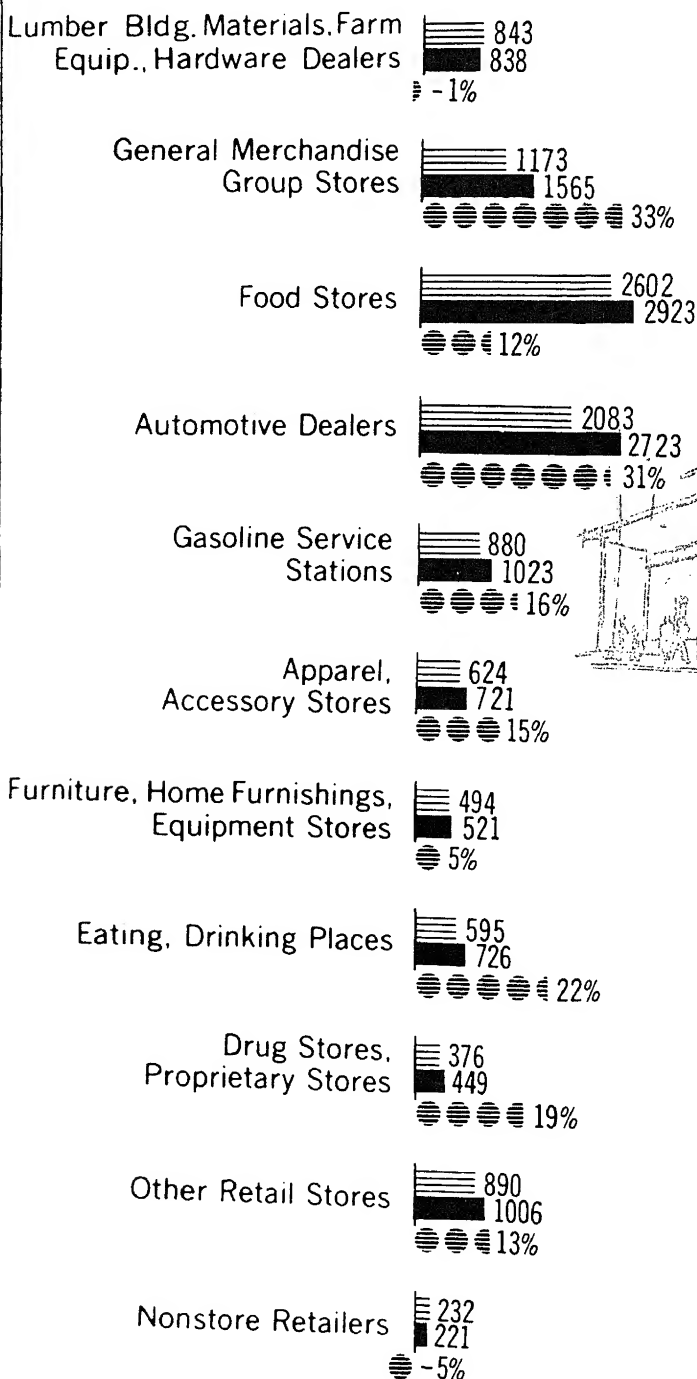 Lumber Bldg. Materials, Farm
Equip., Hardware Dealers
843
838
-1%
General Merchandise
Group Stores
1173
1565
33%
Food Stores
2602
2923
12%
Automotive Dealers
2083
2723
31%
Gasoline Service
Stations
880
1023
16%
Apparel,
Accessory Stores
624
721
15%
Furniture, Home Furnishings,
Equipment Stores
494
521
5%
Eating, Drinking Places
595
726
22%
Drug Stores,
Proprietary Stores
376
449
19%
Other Retail Stores
890
1006
13%
Nonstore Retailers
232
221
-5%